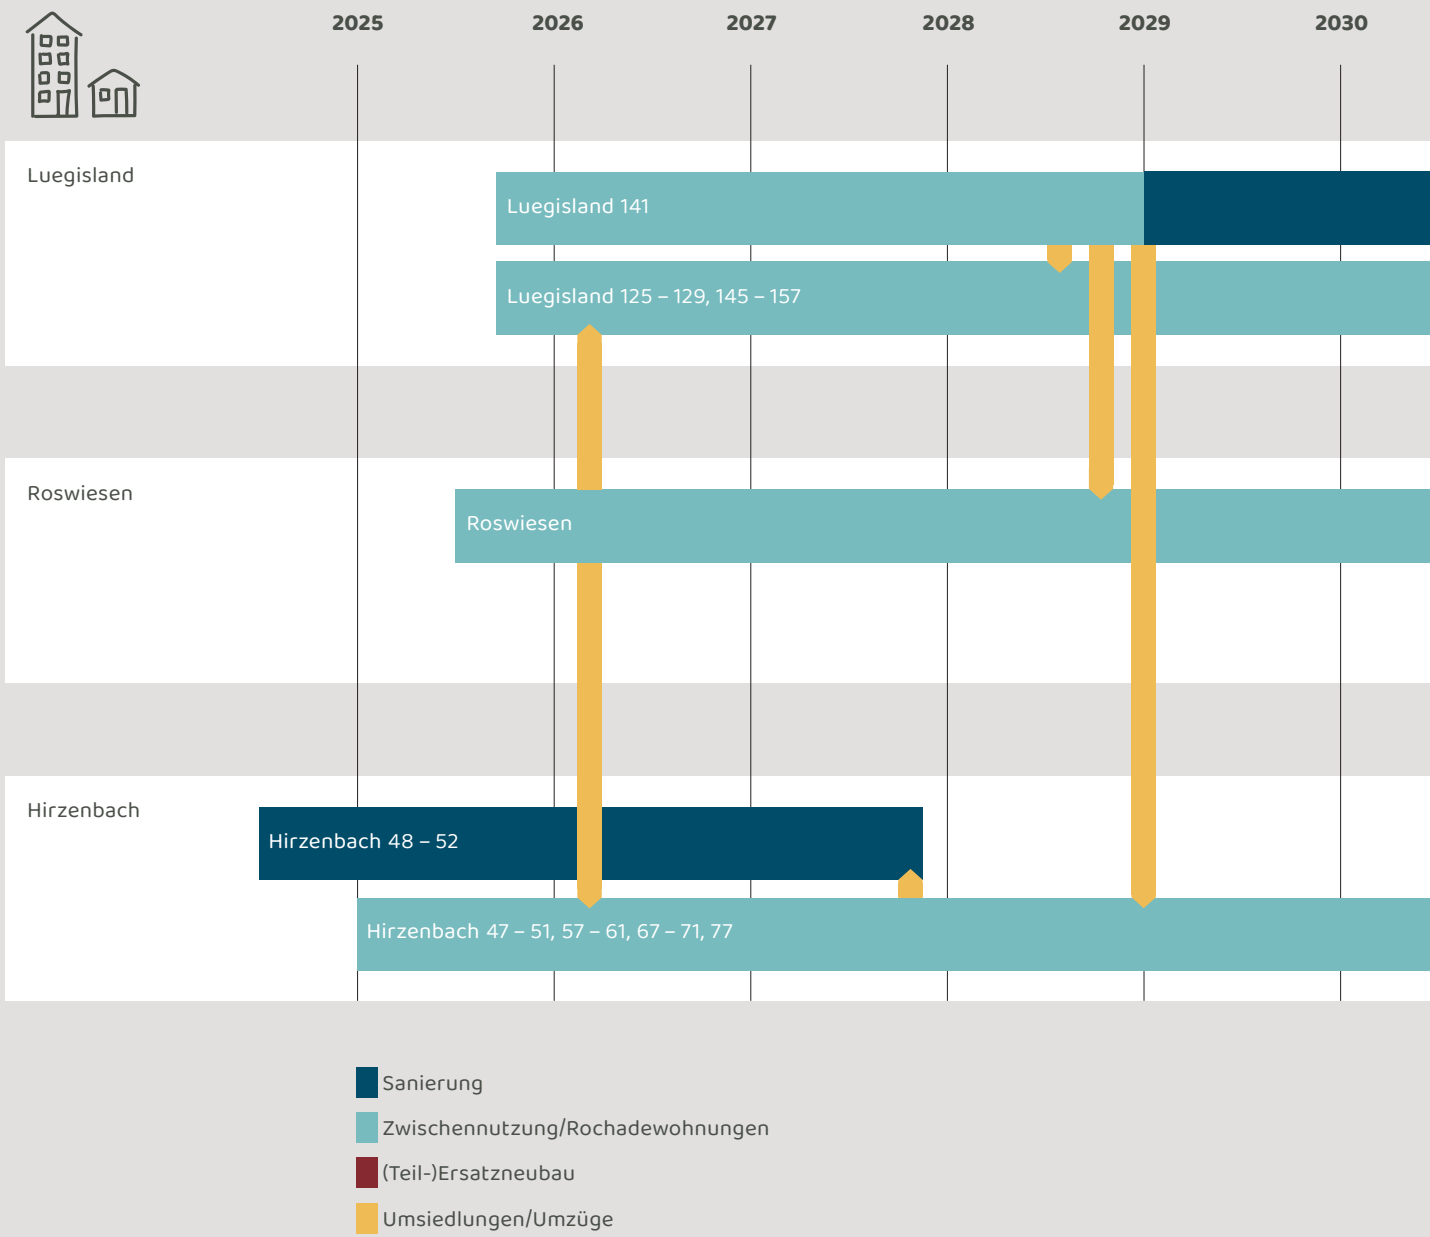 2025 2026 2027 2028 2029 2030
Luegisland
Luegisland 141
Luegisland 125 – 129, 145 – 157
Roswiesen
Roswiesen
Hirzenbach
Hirzenbach 48 – 52
Hirzenbach 47 – 51, 57 – 61, 67 – 71, 77
Sanierung
Zwischennutzung/Rochadewohnungen
(Teil-)Ersatzneubau
Umsiedlungen/Umzüge